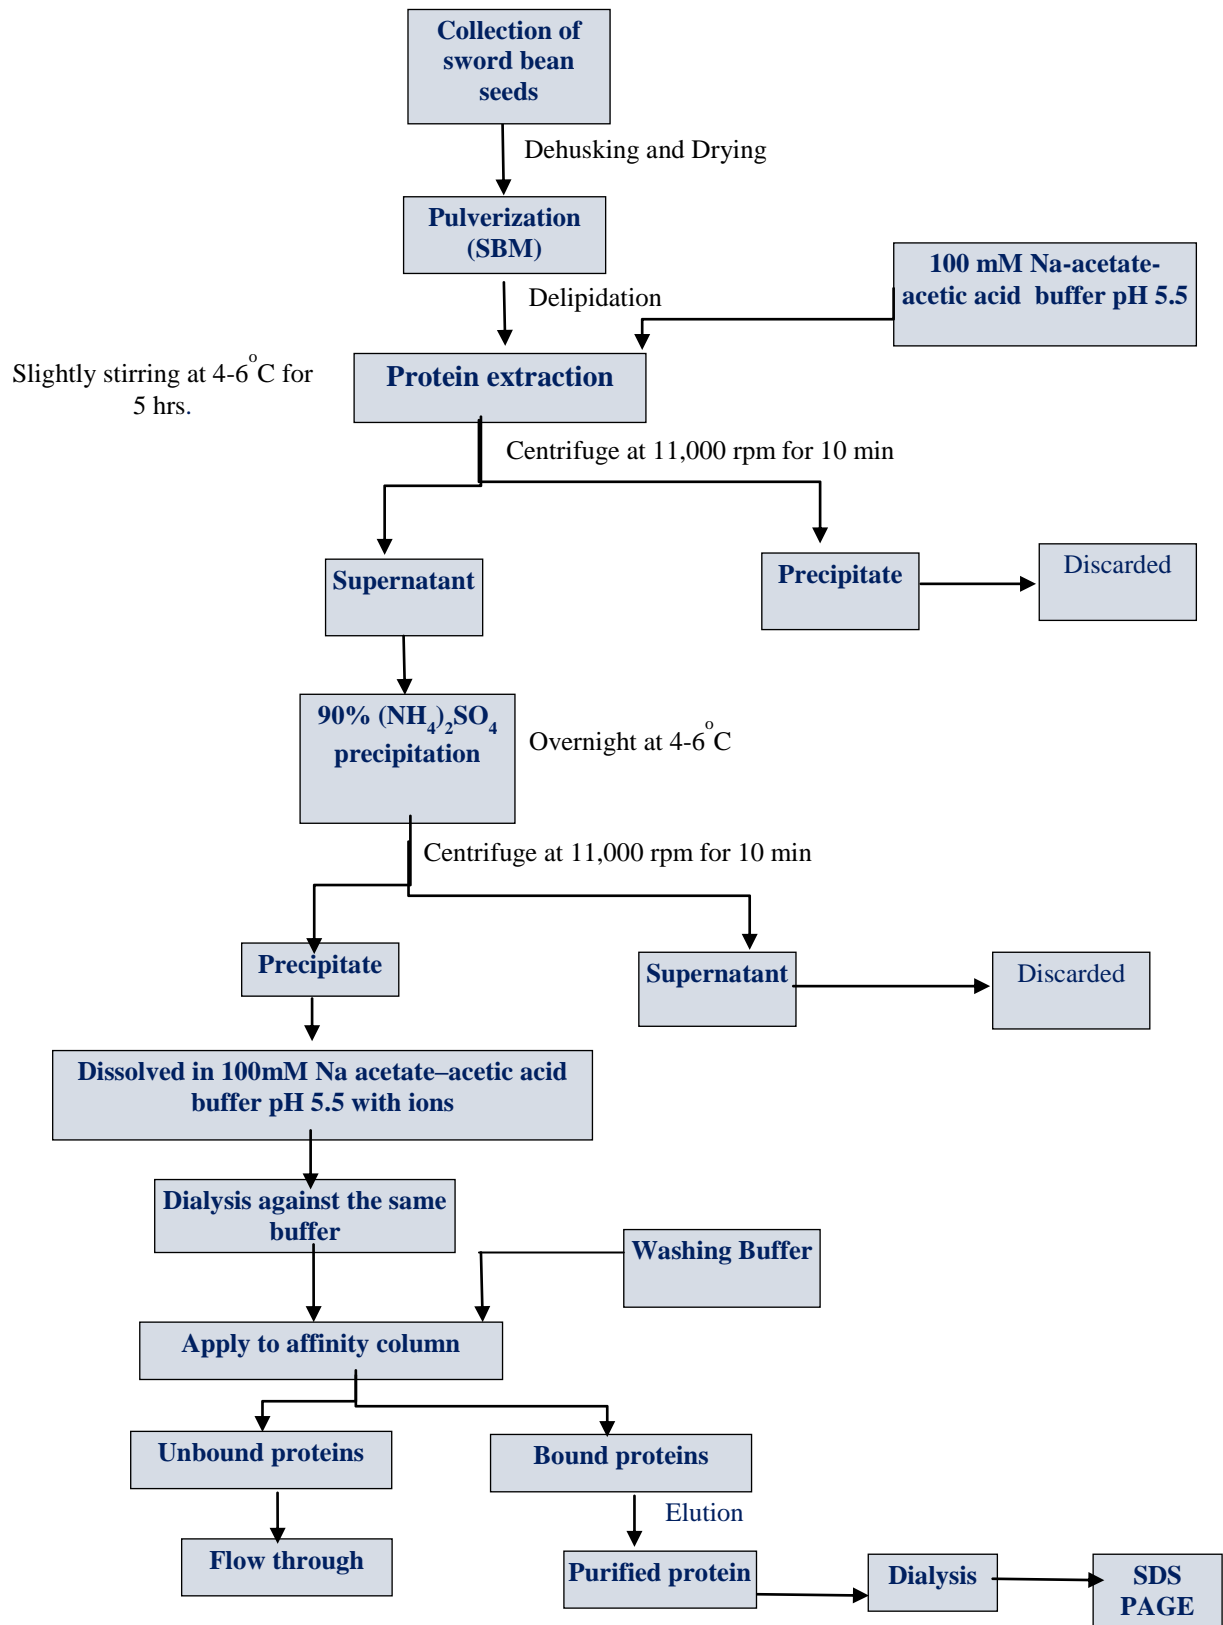 Collection of
sword bean
seeds
Dehusking and Drying
Pulverization
(SBM)
100 mM Na-acetate-
acetic acid  buffer pH 5.5
Delipidation
Slightly stirring at 4-6°C for
5 hrs.
Protein extraction
Centrifuge at 11,000 rpm for 10 min
Supernatant
Precipitate
Discarded
90% (NH₄)₂SO₄
precipitation
Overnight at 4-6°C
Centrifuge at 11,000 rpm for 10 min
Precipitate
Supernatant
Discarded
Dissolved in 100mM Na acetate–acetic acid
buffer pH 5.5 with ions
Dialysis against the same
buffer
Washing Buffer
Apply to affinity column
Unbound proteins
Bound proteins
Elution
Flow through
Purified protein
Dialysis
SDS
PAGE